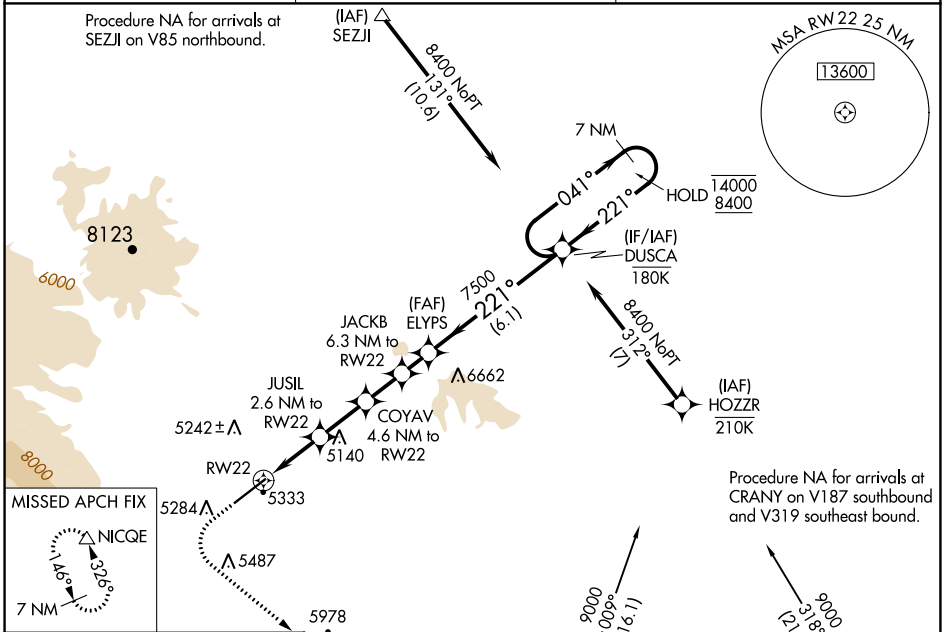 Procedure NA for arrivals at
SEZJI on V85 northbound.
(IAF)
SEZJI
8400 NoPT
131°
(10.6)
MSA RW 22 25 NM
13600
7 NM
041°
221°
HOLD
14000
8400
(IF/IAF)
DUSCA
180K
8123
6000
7500
221°
(6.1)
(FAF)
ELYPS
JACKB
6.3 NM to
RW22
8400 NoPT
312°
(7)
6662
(IAF)
HOZZR
210K
JUSIL
2.6 NM to
RW22
COYAV
4.6 NM to
RW22
5242 ±
5140
8000
RW22
5333
Procedure NA for arrivals at
CRANY on V187 southbound
and V319 southeast bound.
MISSED APCH FIX
NICQE
146°
326°
7 NM
5284
5487
5978
9000
009°
16.1)
9000
318°
(21